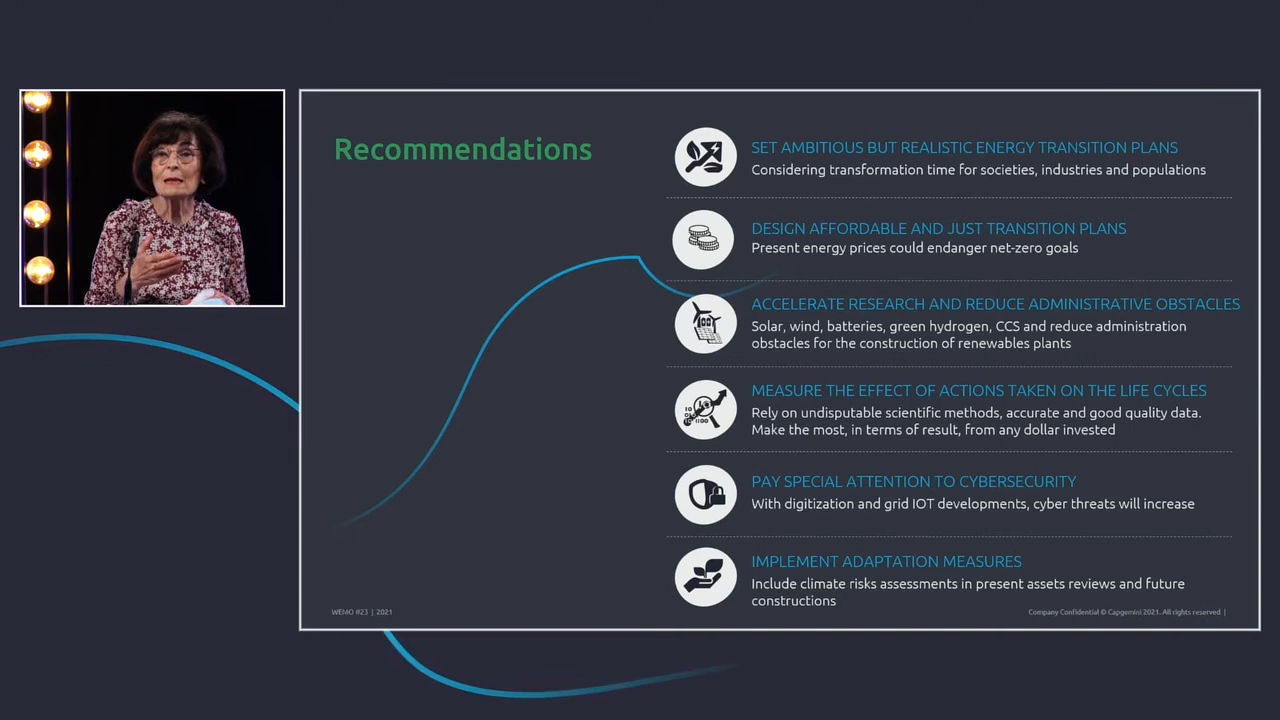 Recommendations
SET AMBITIOUS BUT REALISTIC ENERGY TRANSITION PLANS
Considering transformation time for societies, industries and populations
DESIGN AFFORDABLE AND JUST TRANSITION PLANS
Present energy prices could endanger net-zero goals
ACCELERATE RESEARCH AND REDUCE ADMINISTRATIVE OBSTACLES
Solar, wind, batteries, green hydrogen, CCS and reduce administration
obstacles for the construction of renewables plants
MEASURE THE EFFECT OF ACTIONS TAKEN ON THE LIFE CYCLES
Rely on undisputable scientific methods, accurate and good quality data.
Make the most, in terms of result, from any dollar invested
PAY SPECIAL ATTENTION TO CYBERSECURITY
With digitization and grid IOT developments, cyber threats will increase
IMPLEMENT ADAPTATION MEASURES
Include climate risks assessments in present assets reviews and future
constructions
WEMO #23 | 2021
Company Confidential © Capgemini 2021. All rights reserved |